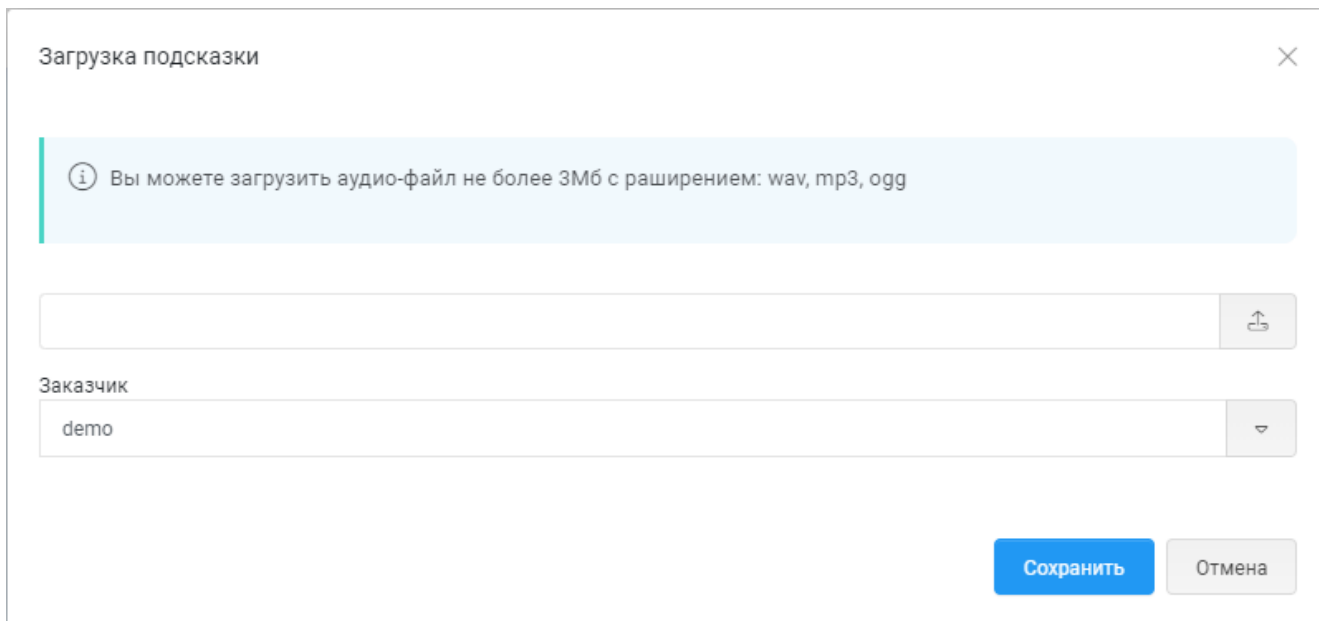 Загрузка подсказки
Вы можете загрузить аудио-файл не более 3Мб с раширением: wav, mp3, ogg
Заказчик
demo
Сохранить
Отмена